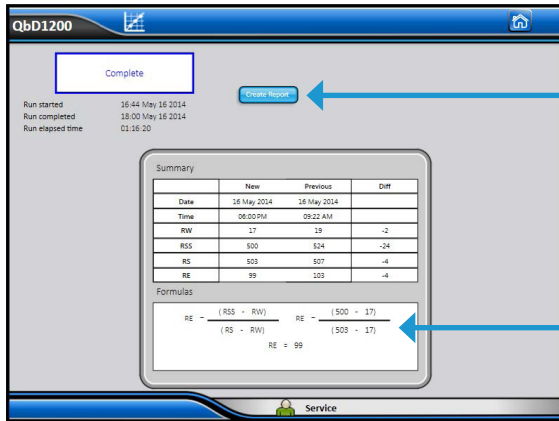 QbD1200
Complete
Create Report
Run started 16:44 May 16 2014
Run completed 18:00 May 16 2014
Run elapsed time 01:16:20
Summary
New Previous Diff
Date 16 May 2014 16 May 2014
Time 06:00 PM 09:22 AM
RW 17 19 -2
RSS 500 524 -24
RS 503 507 -4
RE 99 103 -4
Formulas
RE = (RSS - RW) RE = (500 - 17)
(RS - RW) (503 - 17)
RE = 99
Service